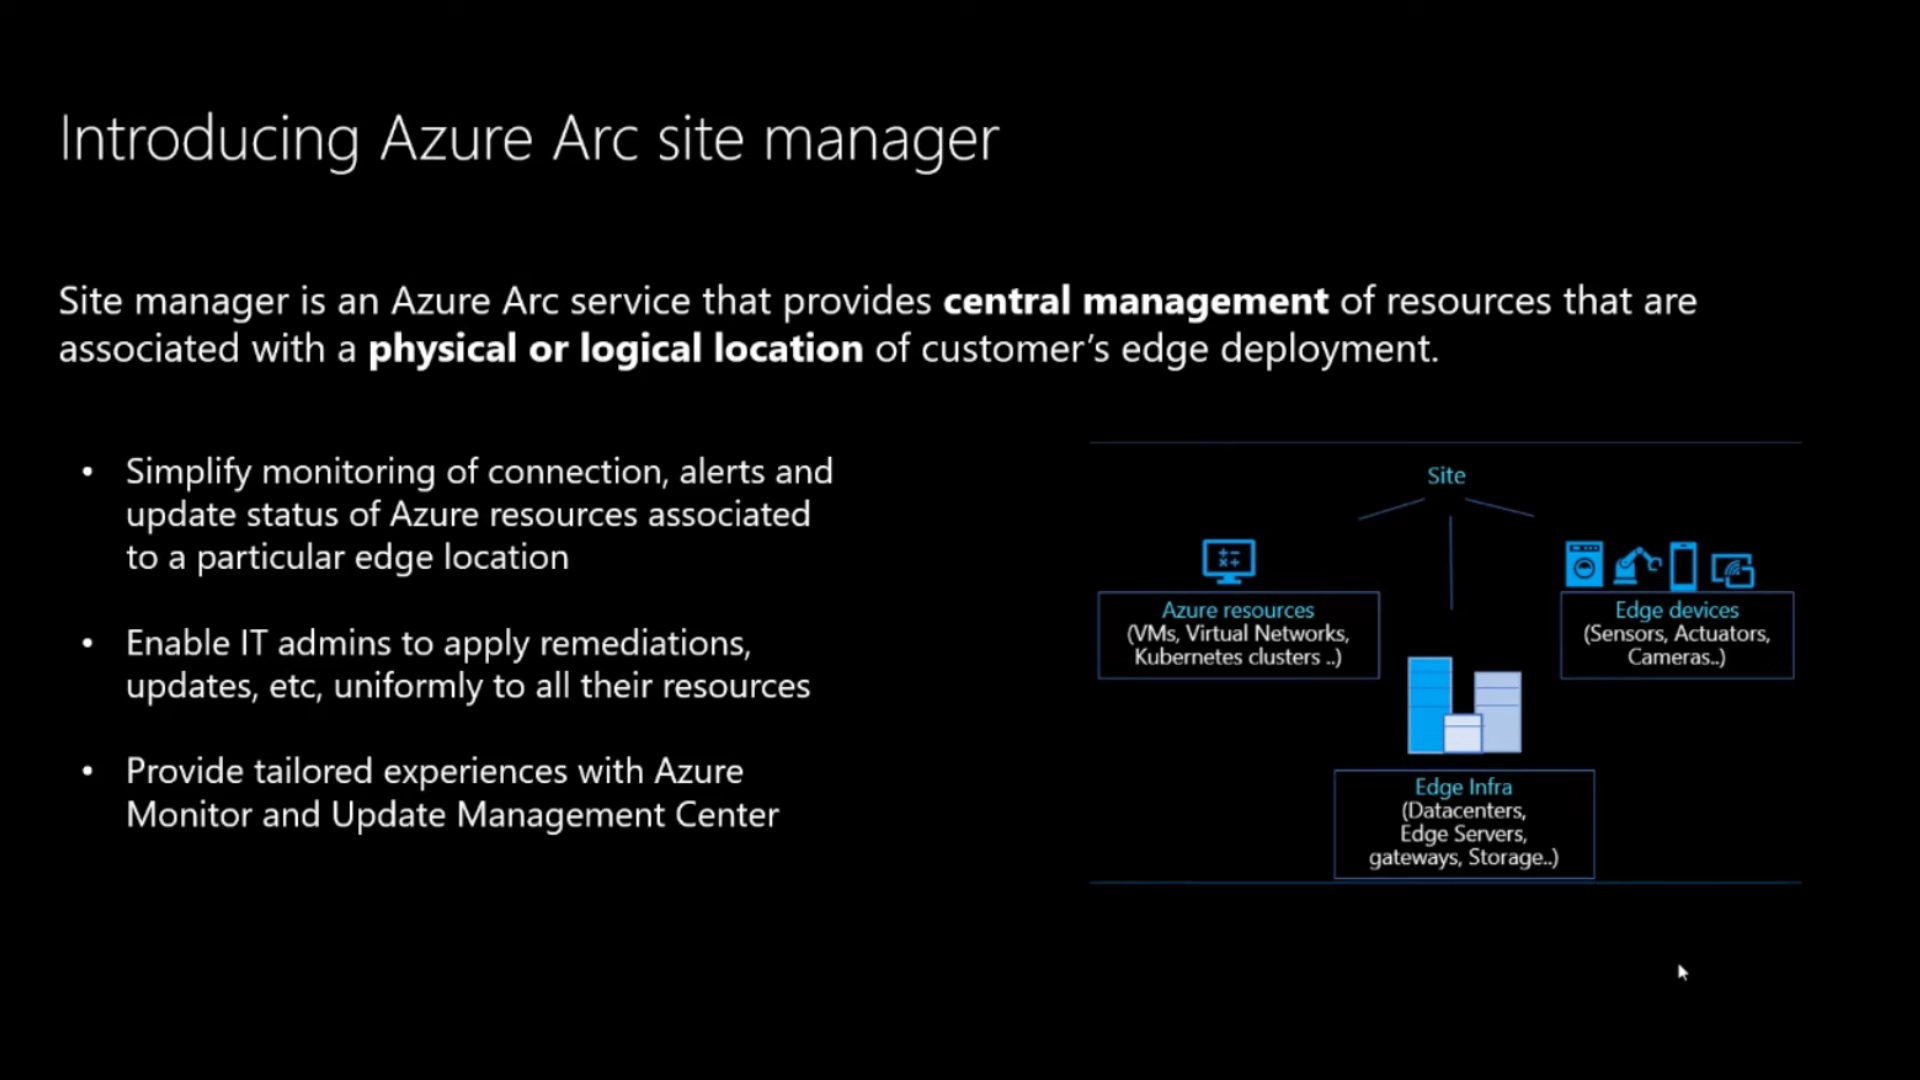 Introducing Azure Arc site manager
Site manager is an Azure Arc service that provides central management of resources that are
associated with a physical or logical location of customer’s edge deployment.
• Simplify monitoring of connection, alerts and
update status of Azure resources associated
to a particular edge location
• Enable IT admins to apply remediations,
updates, etc, uniformly to all their resources
• Provide tailored experiences with Azure
Monitor and Update Management Center
Site
Azure resources
(VMs, Virtual Networks,
Kubernetes clusters ..)
Edge devices
(Sensors, Actuators,
Cameras..)
Edge Infra
(Datacenters,
Edge Servers,
gateways, Storage..)